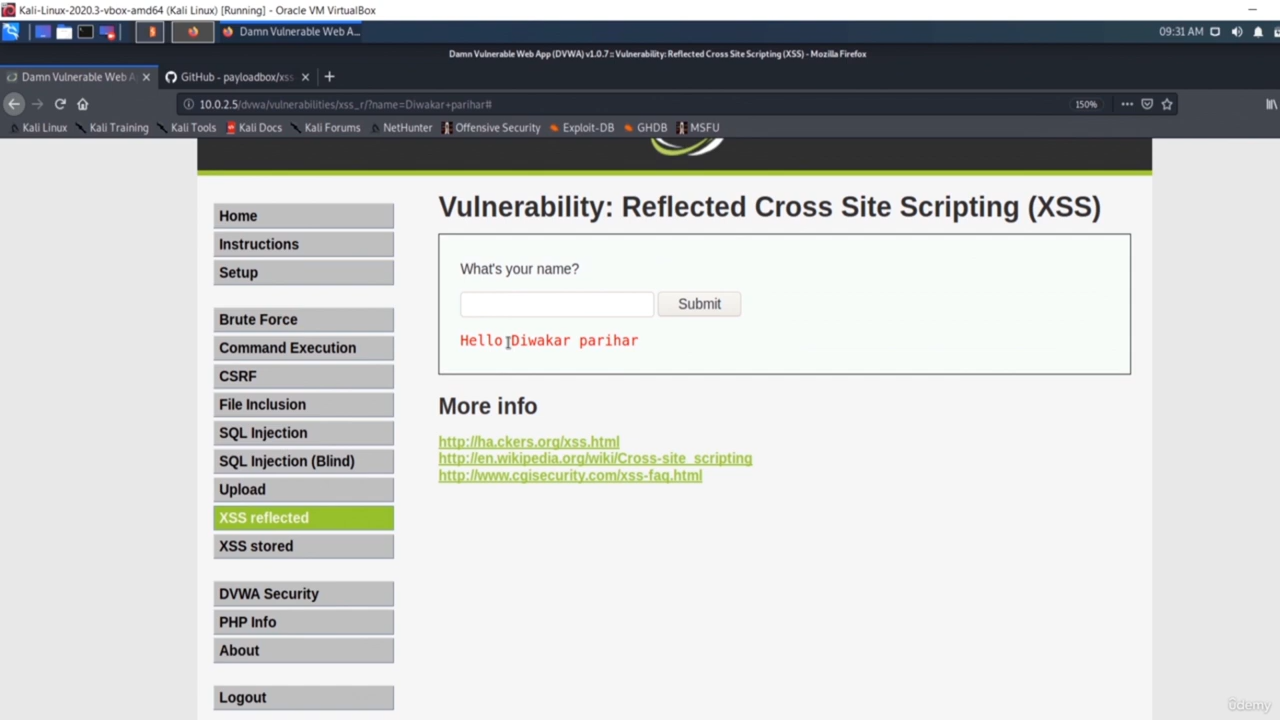 Kali-Linux-2020.3-vbox-amd64 (Kali Linux) [Running] - Oracle VM VirtualBox
Damn Vulnerable Web A...
09:31 AM
Damn Vulnerable Web App (DVWA) v1.0.7 :: Vulnerability: Reflected Cross Site Scripting (XSS) - Mozilla Firefox
Damn Vulnerable Web A
GitHub - payloadbox/xss
10.0.2.5/dvwa/vulnerabilities/xss_r/?name=Diwakar+parihar#
150%
Kali Linux
Kali Training
Kali Tools
Kali Docs
Kali Forums
NetHunter
Offensive Security
Exploit-DB
GHDB
MSFU
Home
Instructions
Setup
Brute Force
Command Execution
CSRF
File Inclusion
SQL Injection
SQL Injection (Blind)
Upload
XSS reflected
XSS stored
DVWA Security
PHP Info
About
Logout
Vulnerability: Reflected Cross Site Scripting (XSS)
What's your name?
Submit
Hello Diwakar parihar
More info
http://ha.ckers.org/xss.html
http://en.wikipedia.org/wiki/Cross-site_scripting
http://www.cgisecurity.com/xss-faq.html
ûdemy